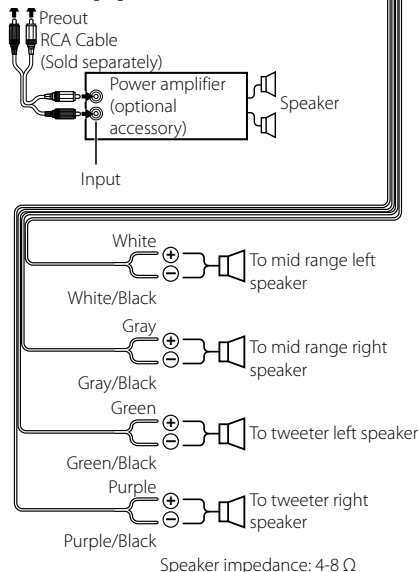 Preout
RCA Cable
(Sold separately)
Power amplifier
(optional
accessory)
Speaker
Input
White
To mid range left
speaker
White/Black
Gray
To mid range right
speaker
Gray/Black
Green
To tweeter left speaker
Green/Black
Purple
To tweeter right
speaker
Purple/Black
Speaker impedance: 4-8 Ω